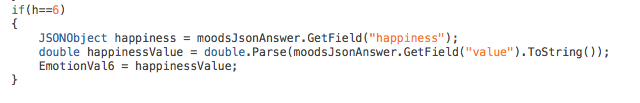 if(h==6)
{
JSONObject happiness = moodsJsonAnswer.GetField("happiness");
double happinessValue = double.Parse(moodsJsonAnswer.GetField("value").ToString());
EmotionVal6 = happinessValue;
}